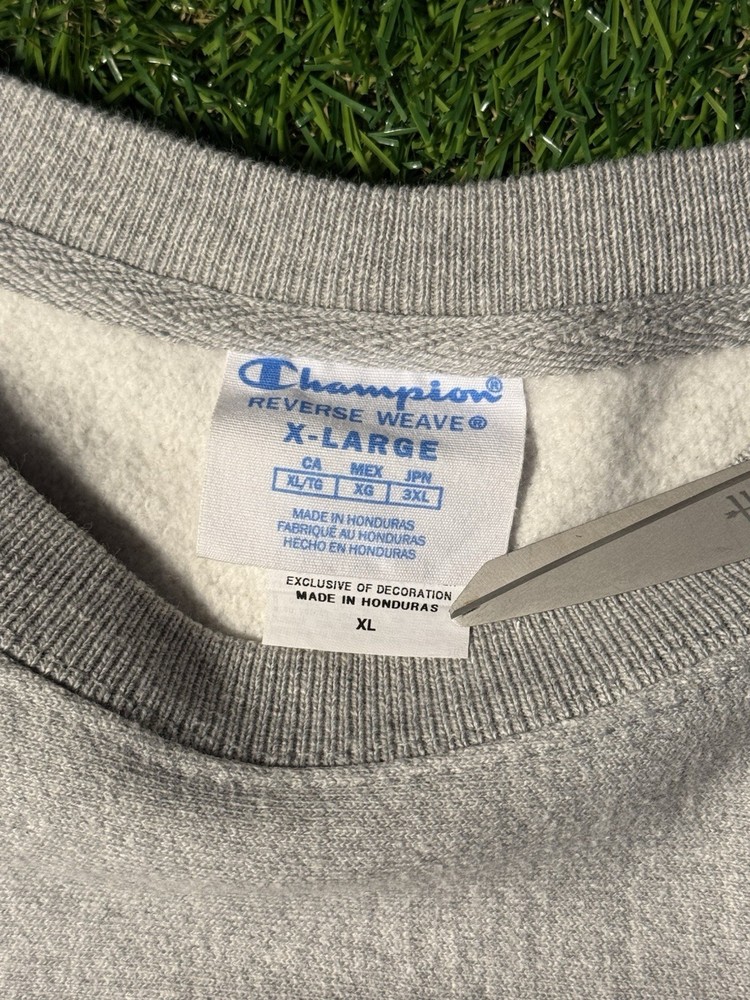 Champion®
REVERSE WEAVE®
X-LARGE
CA MEX JPN
XL/TG XG 3XL
MADE IN HONDURAS
FABRIQUÉ AU HONDURAS
HECHO EN HONDURAS
EXCLUSIVE OF DECORATION
MADE IN HONDURAS
XL